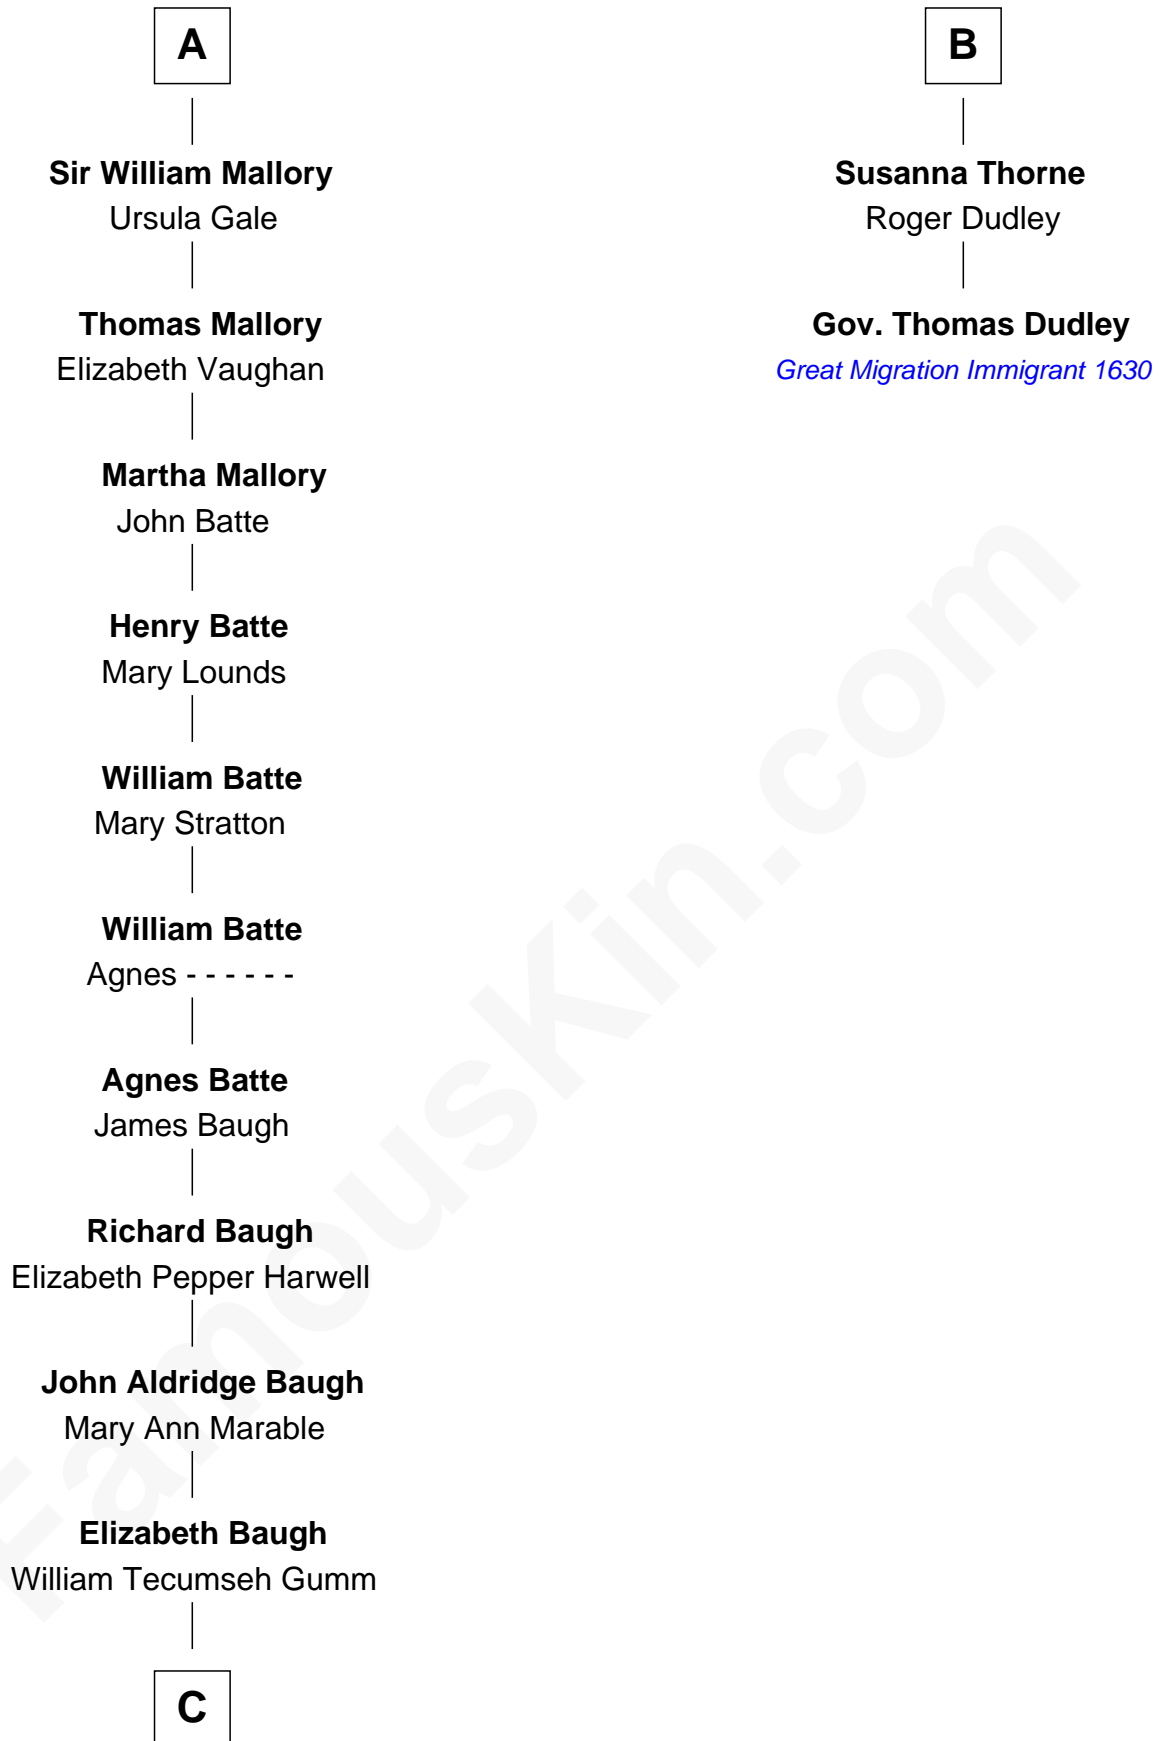 A
Sir William Mallory
Ursula Gale
Thomas Mallory
Elizabeth Vaughan
Martha Mallory
John Batte
Henry Batte
Mary Lounds
William Batte
Mary Stratton
William Batte
Agnes - - - - - -
Agnes Batte
James Baugh
Richard Baugh
Elizabeth Pepper Harwell
John Aldridge Baugh
Mary Ann Marable
Elizabeth Baugh
William Tecumseh Gumm
C
B
Susanna Thorne
Roger Dudley
Gov. Thomas Dudley
Great Migration Immigrant 1630
FamousKin.com